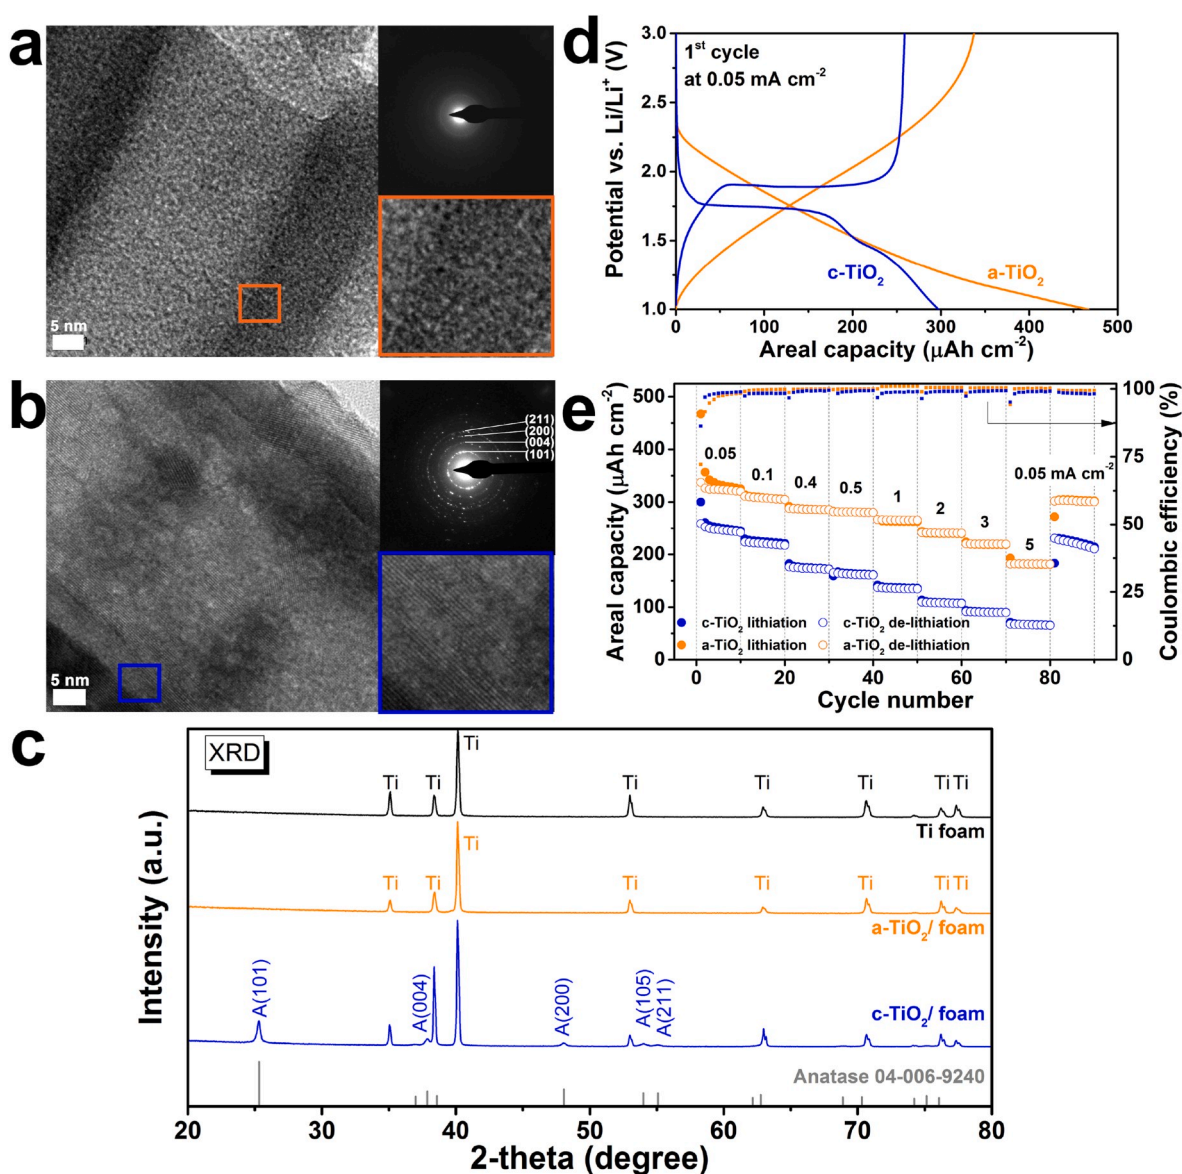 a
5 nm
b
(211)
(200)
(004)
(101)
5 nm
d
3.0
2.5
2.0
1.5
1.0
Potential vs. Li/Li⁺ (V)
1ˢᵗ cycle
at 0.05 mA cm⁻²
c-TiO₂
a-TiO₂
0 100 200 300 400 500
Areal capacity (µAh cm⁻²)
e
500
400
300
200
100
0
Areal capacity (µAh cm⁻²)
0.05
0.1
0.4
0.5
1
2
3
5
0.05 mA cm⁻²
c-TiO₂ lithiation
c-TiO₂ de-lithiation
a-TiO₂ lithiation
a-TiO₂ de-lithiation
100
75
50
25
0
Coulombic efficiency (%)
0 20 40 60 80
Cycle number
c
XRD
Intensity (a.u.)
Ti Ti Ti Ti Ti Ti Ti Ti
Ti foam
Ti Ti Ti Ti Ti Ti Ti Ti
a-TiO₂/ foam
A(101)
A(004)
A(200)
A(105)
A(211)
c-TiO₂/ foam
Anatase 04-006-9240
20 30 40 50 60 70 80
2-theta (degree)